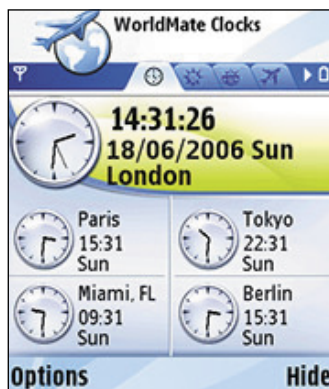 WorldMate Clocks
14:31:26
18/06/2006 Sun
London
Paris
15:31
Sun
Tokyo
22:31
Sun
Miami, FL
09:31
Sun
Berlin
15:31
Sun
Options
Hide